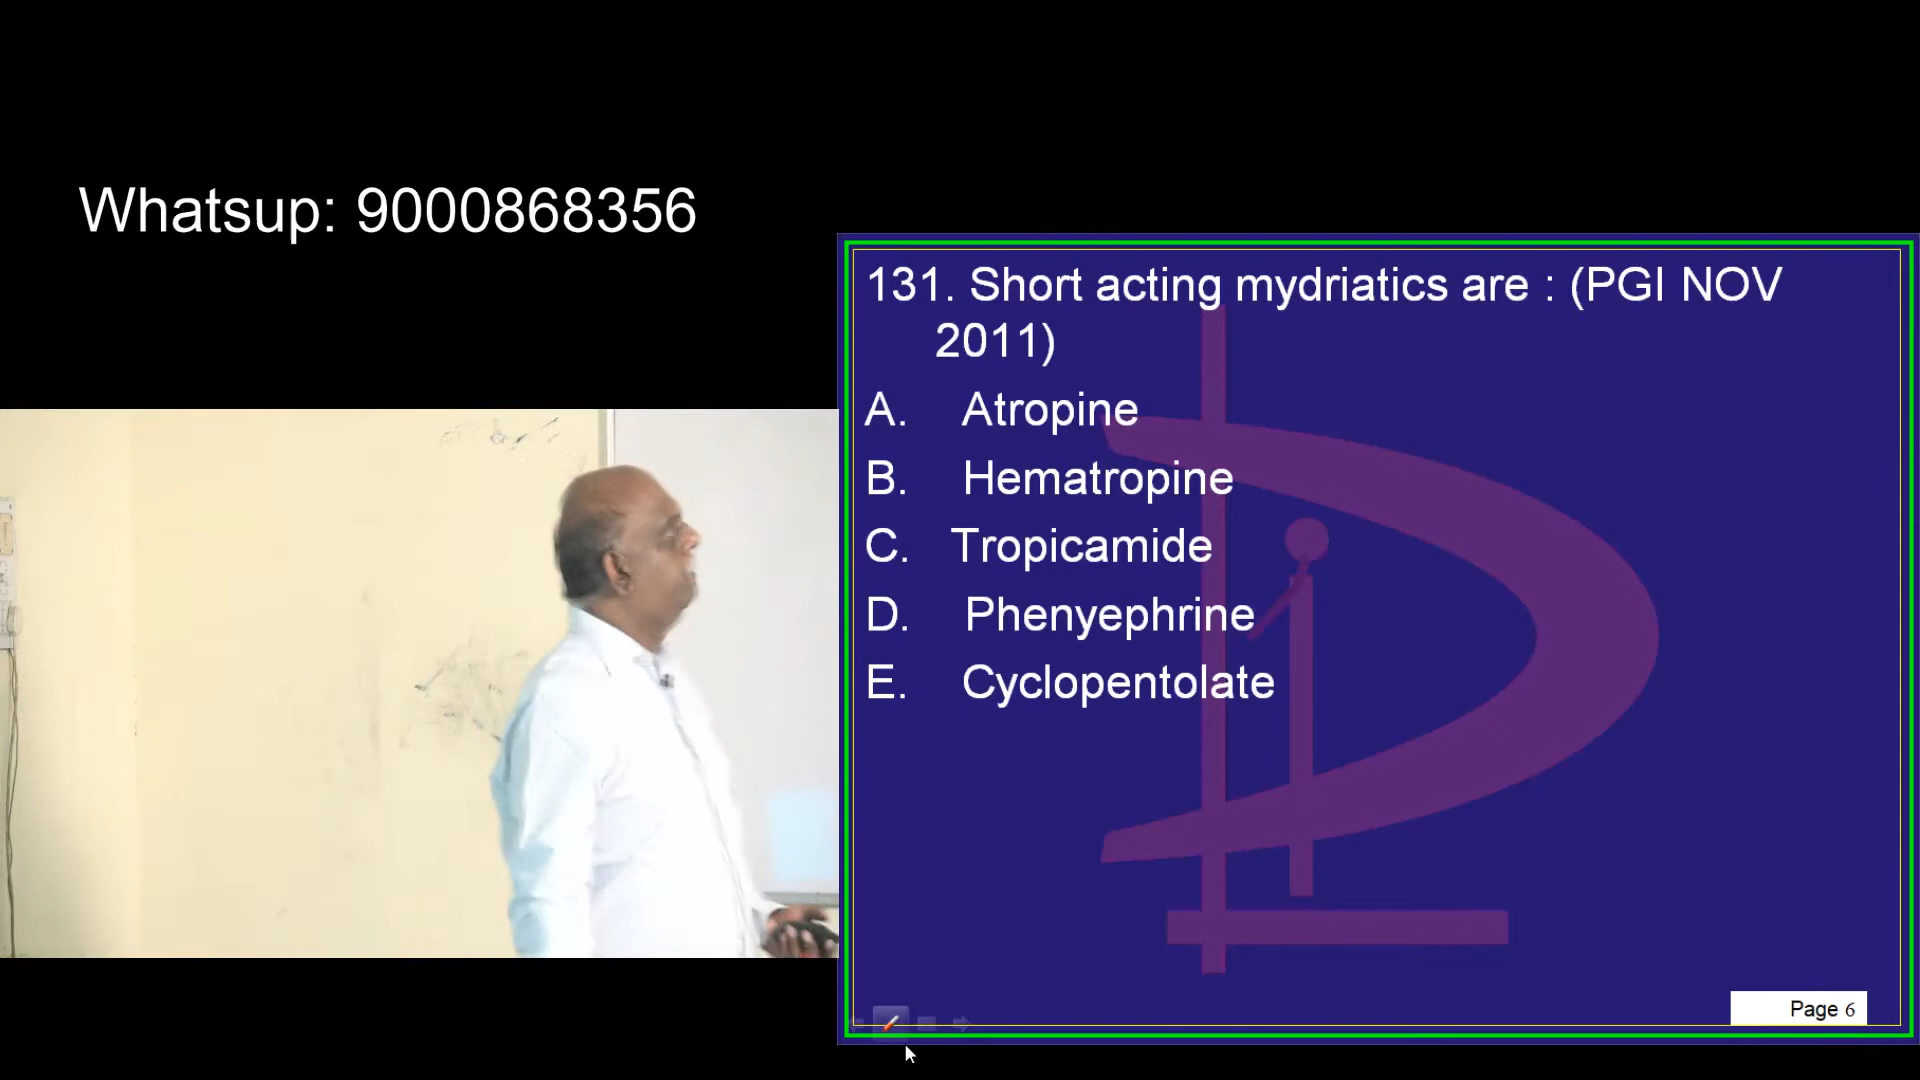 Whatsup: 9000868356
131. Short acting mydriatics are : (PGI NOV
2011)
A. Atropine
B. Hematropine
C. Tropicamide
D. Phenyephrine
E. Cyclopentolate
Page 6